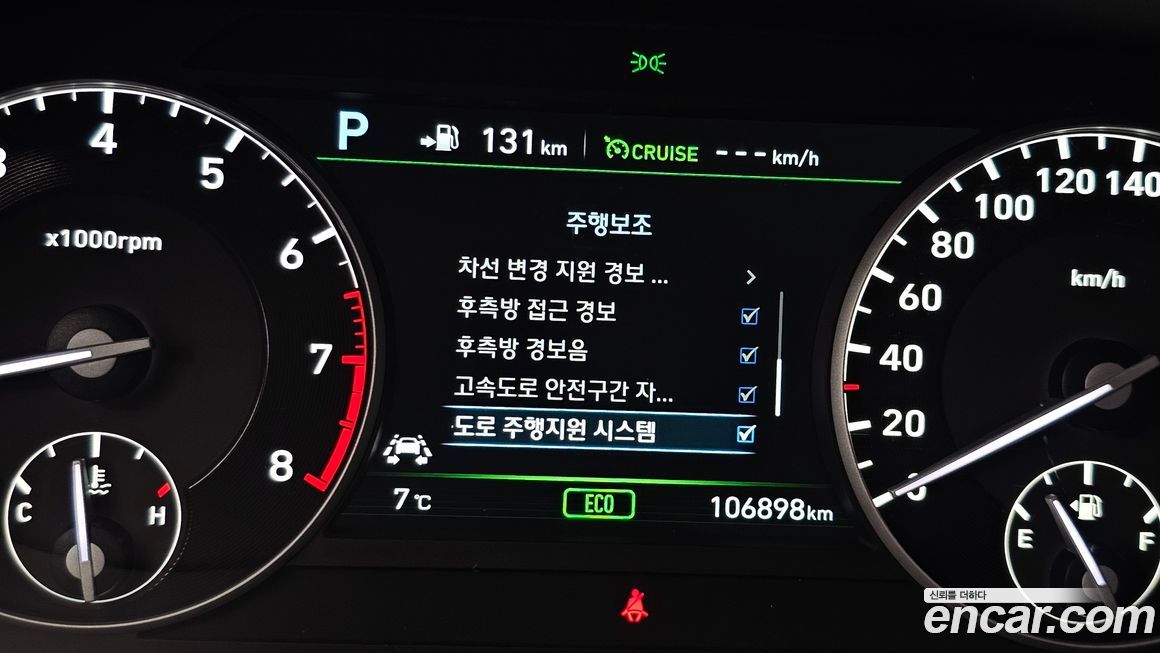 P 131 km CRUISE ---km/h
주행보조
차선 변경 지원 경보 ...
후측방 접근 경보
후측방 경보음
고속도로 안전구간 자...
도로 주행지원 시스템
7 ℃ ECO 106898km
3 4 5 6 7 8
x1000rpm
C H
0 20 40 60 80 100 120 140
km/h
E F
신뢰를 더하다
encar.com